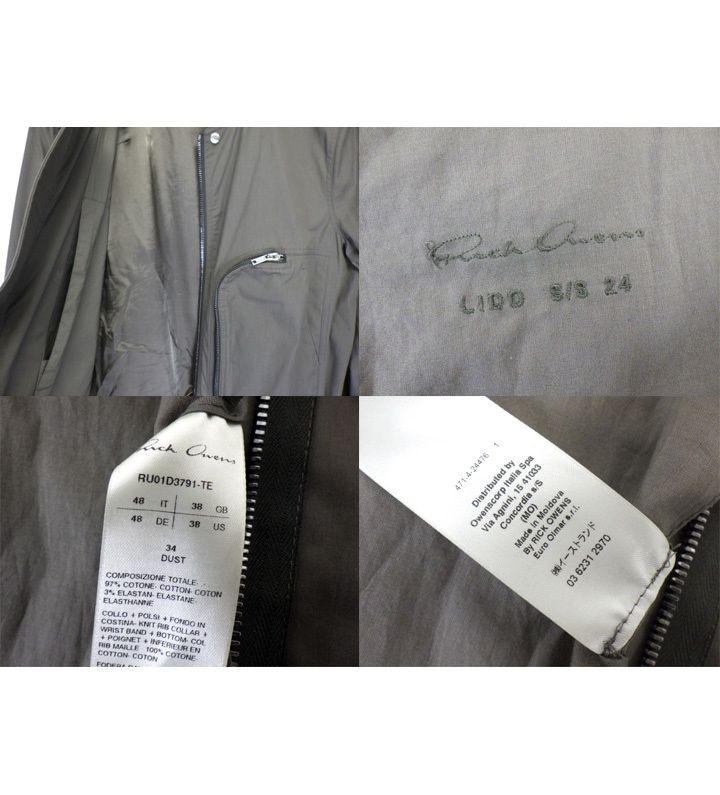 Rick Owens
LIDO S/S 24
Rick Owens
RU01D3791-TE
48 IT 38 GB
48 DE 38 US
34
DUST
COMPOSIZIONE TOTALE: -
97% COTONE- COTTON- COTON
3% ELASTAN- ELASTANE-
ELASTHANNE
COLLO + POLSI + FONDO IN
COSTINA- KNIT RIB COLLAR +
WRIST BAND + BOTTOM- COL
+ POIGNET + INFERIEUR EN
RIB MAILLE 100% COTONE-
COTTON- COTON
471-4-24476 1
Distributed by
Owenscorp Italia Spa
Via Agnini, 15 41033
Concordia s/S
(MO)
Made in Moldova
By RICK OWENS
Euro Olmar s.r.l.
㈱イーストランド
03 6231 2970